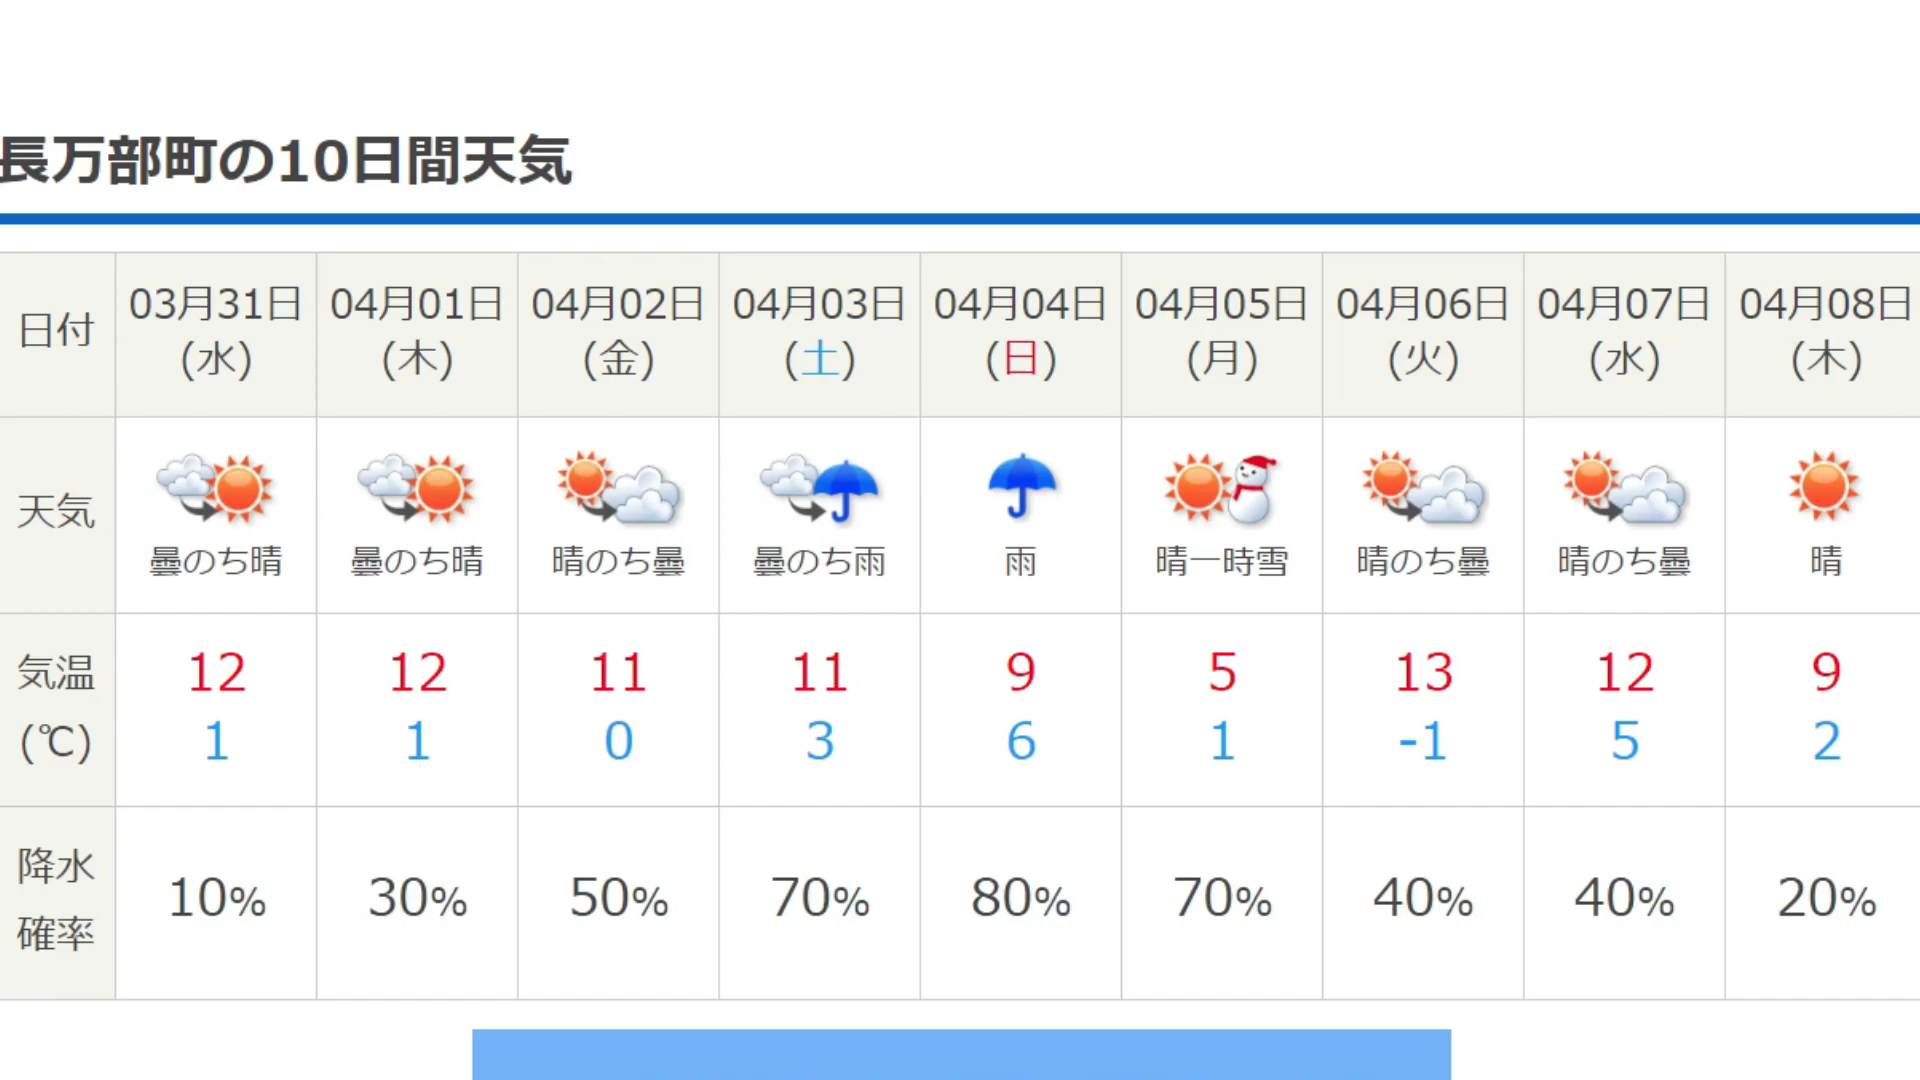 長万部町の10日間天気
日付 03月31日 04月01日 04月02日 04月03日 04月04日 04月05日 04月06日 04月07日 04月08日
(水) (木) (金) (土) (日) (月) (火) (水) (木)
天気 曇のち晴 曇のち晴 晴のち曇 曇のち雨 雨 晴一時雪 晴のち曇 晴のち曇 晴
気温 12 12 11 11 9 5 13 12 9
(℃) 1 1 0 3 6 1 -1 5 2
降水
確率 10% 30% 50% 70% 80% 70% 40% 40% 20%